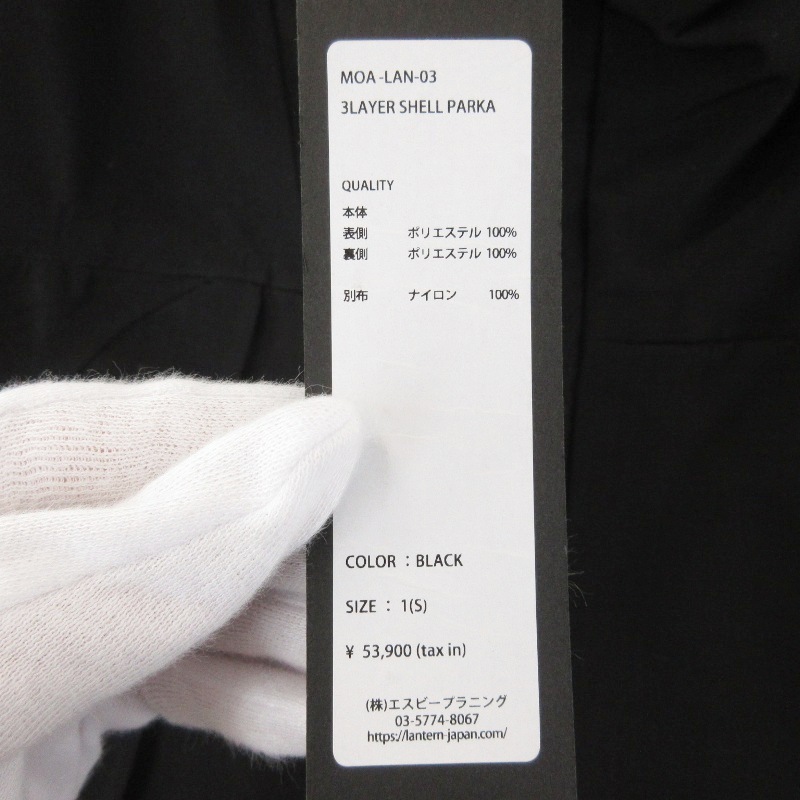 MOA-LAN-03
3LAYER SHELL PARKA
QUALITY
本体
表側 ポリエステル 100%
裏側 ポリエステル 100%
別布 ナイロン 100%
COLOR : BLACK
SIZE : 1(S)
¥ 53,900 (tax in)
(株)エスビープラニング
03-5774-8067
https://lantern-japan.com/